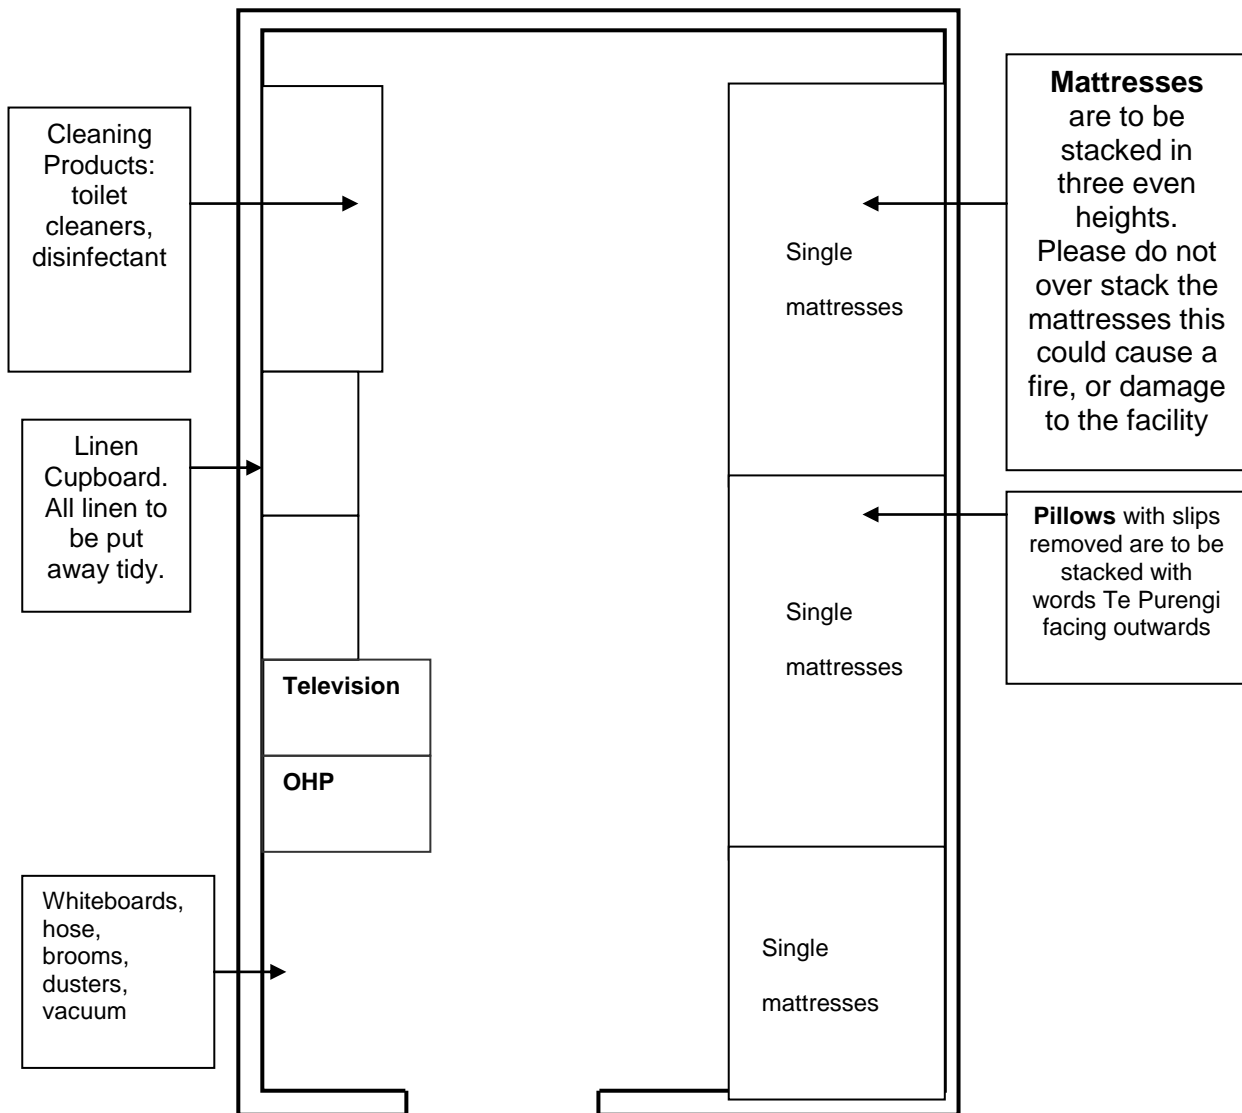 Cleaning
Products:
toilet
cleaners,
disinfectant
Linen
Cupboard.
All linen to
be put
away tidy.
Television
OHP
Whiteboards,
hose,
brooms,
dusters,
vacuum
Single
mattresses
Single
mattresses
Single
mattresses
Mattresses
are to be
stacked in
three even
heights.
Please do not
over stack the
mattresses this
could cause a
fire, or damage
to the facility
Pillows with slips
removed are to be
stacked with
words Te Purengi
facing outwards